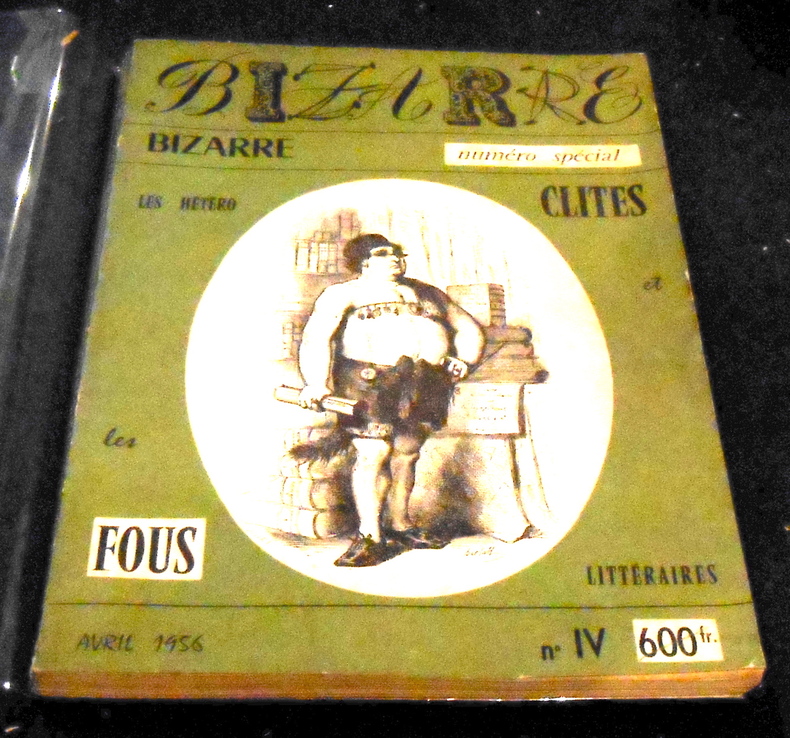 BIZARRE
BIZARRE
numéro spécial
LES HÉTÉRO CLITES
et
les
FOUS
LITTÉRAIRES
AVRIL 1956
n° IV 600 fr.